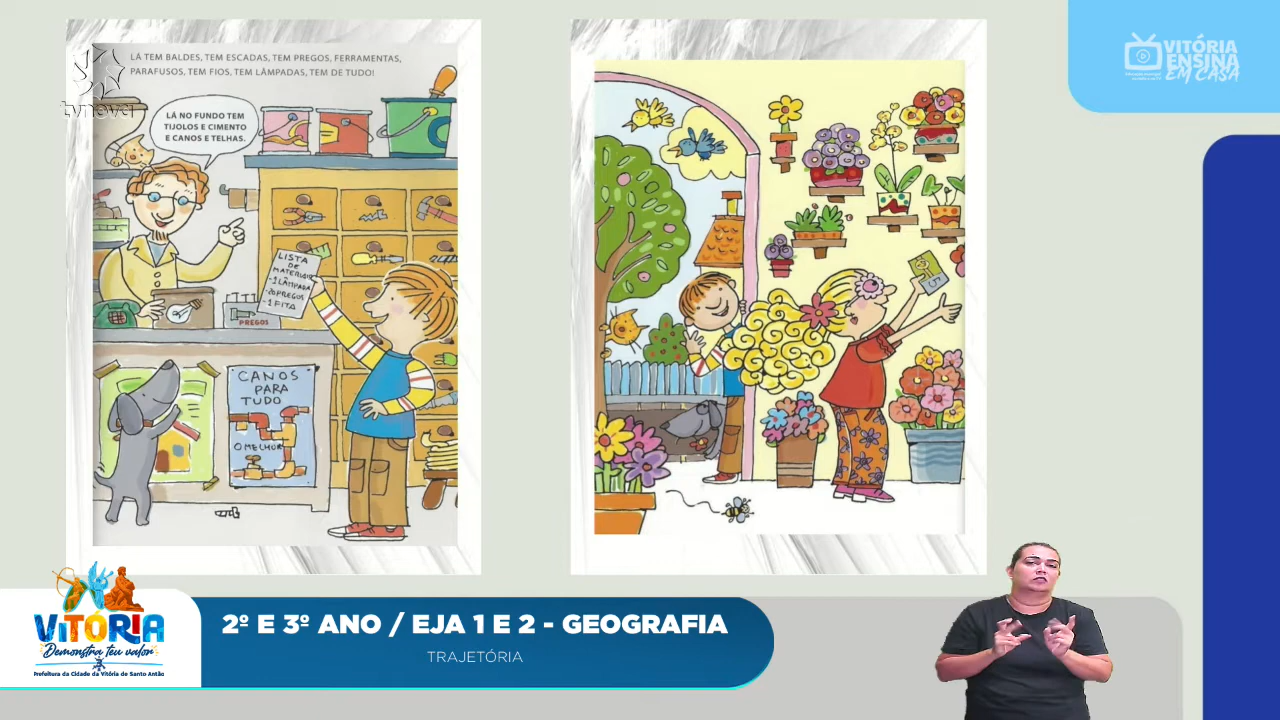 LÁ TEM BALDES, TEM ESCADAS, TEM PREGOS, FERRAMENTAS,
PARAFUSOS, TEM FIOS, TEM LÂMPADAS, TEM DE TUDO!
tvnova
LÁ NO FUNDO TEM
TIJOLOS E CIMENTO
E CANOS E TELHAS.
LISTA
DE
MATERIAIS
-1 LÂMPADA
-20 PREGOS
-1 FITA
PREGOS
CANOS
PARA
TUDO
O MELHOR
5
VITÓRIA
ENSINA
EM CASA
VITÓRIA
Demonstra teu valor
Prefeitura da Cidade da Vitória de Santo Antão
2º E 3º ANO / EJA 1 E 2 - GEOGRAFIA
TRAJETÓRIA